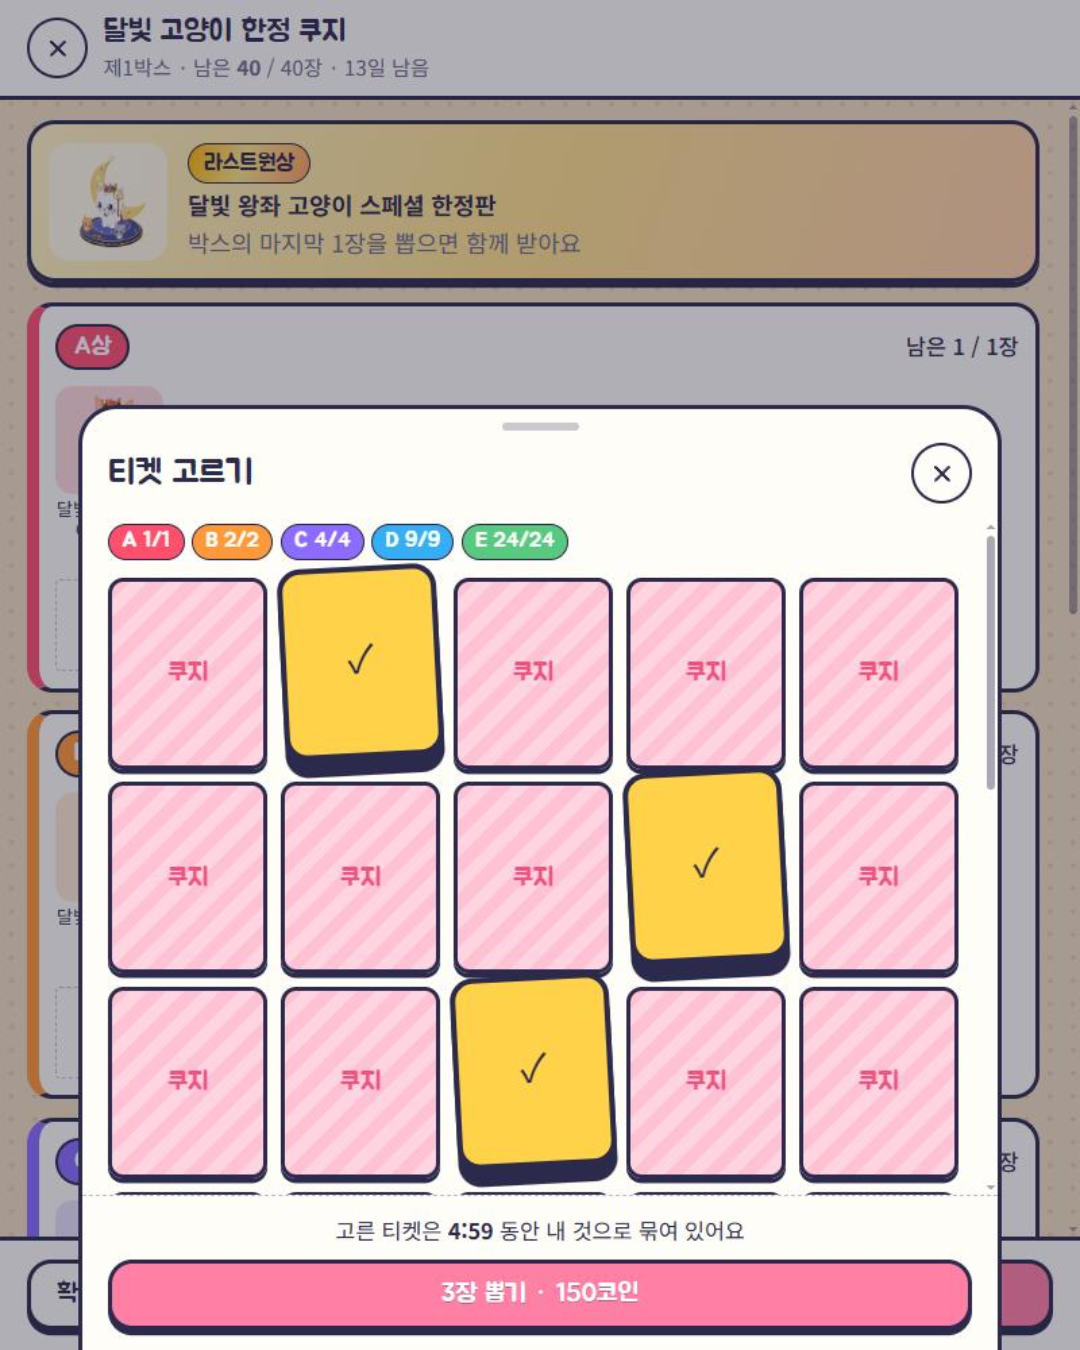 달빛 고양이 한정 쿠지
제1박스 · 남은 40 / 40장 · 13일 남음
라스트원상
달빛 왕좌 고양이 스페셜 한정판
박스의 마지막 1장을 뽑으면 함께 받아요
A상
남은 1 / 1장
티켓 고르기
A 1/1 B 2/2 C 4/4 D 9/9 E 24/24
쿠지 쿠지 쿠지 쿠지
장
쿠지 쿠지 쿠지 쿠지
쿠지 쿠지 쿠지 쿠지
장
고른 티켓은 4:59 동안 내 것으로 묶여 있어요
확
3장 뽑기 · 150코인